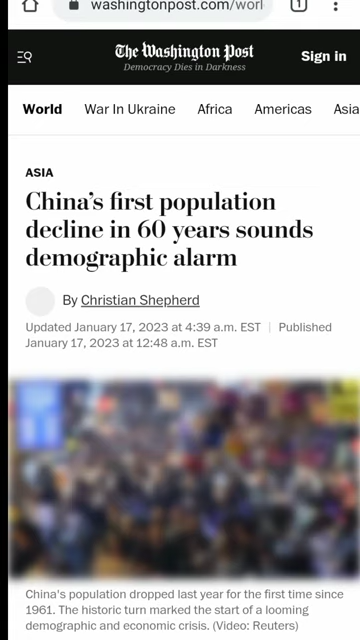 washingtonpost.com/worl
1
The Washington Post
Democracy Dies in Darkness
Sign in
World War In Ukraine Africa Americas Asia
ASIA
China’s first population
decline in 60 years sounds
demographic alarm
By Christian Shepherd
Updated January 17, 2023 at 4:39 a.m. EST | Published
January 17, 2023 at 12:48 a.m. EST
China's population dropped last year for the first time since
1961. The historic turn marked the start of a looming
demographic and economic crisis. (Video: Reuters)